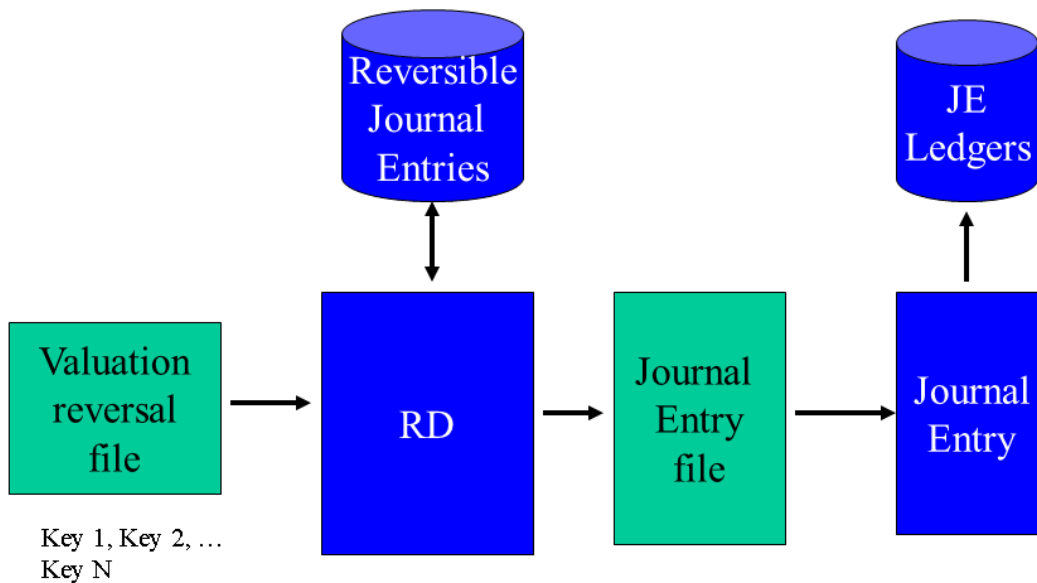 Reversible
Journal
Entries
JE
Ledgers
Valuation
reversal
file
RD
Journal
Entry
file
Journal
Entry
Key 1, Key 2, …
Key N